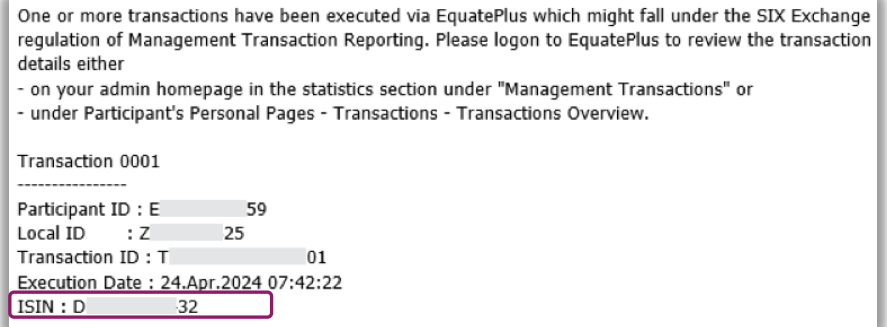 One or more transactions have been executed via EquatePlus which might fall under the SIX Exchange
regulation of Management Transaction Reporting. Please logon to EquatePlus to review the transaction
details either
- on your admin homepage in the statistics section under "Management Transactions" or
- under Participant's Personal Pages - Transactions - Transactions Overview.
Transaction 0001
----------------
Participant ID : E 59
Local ID : Z 25
Transaction ID : T 01
Execution Date : 24.Apr.2024 07:42:22
ISIN : D 32